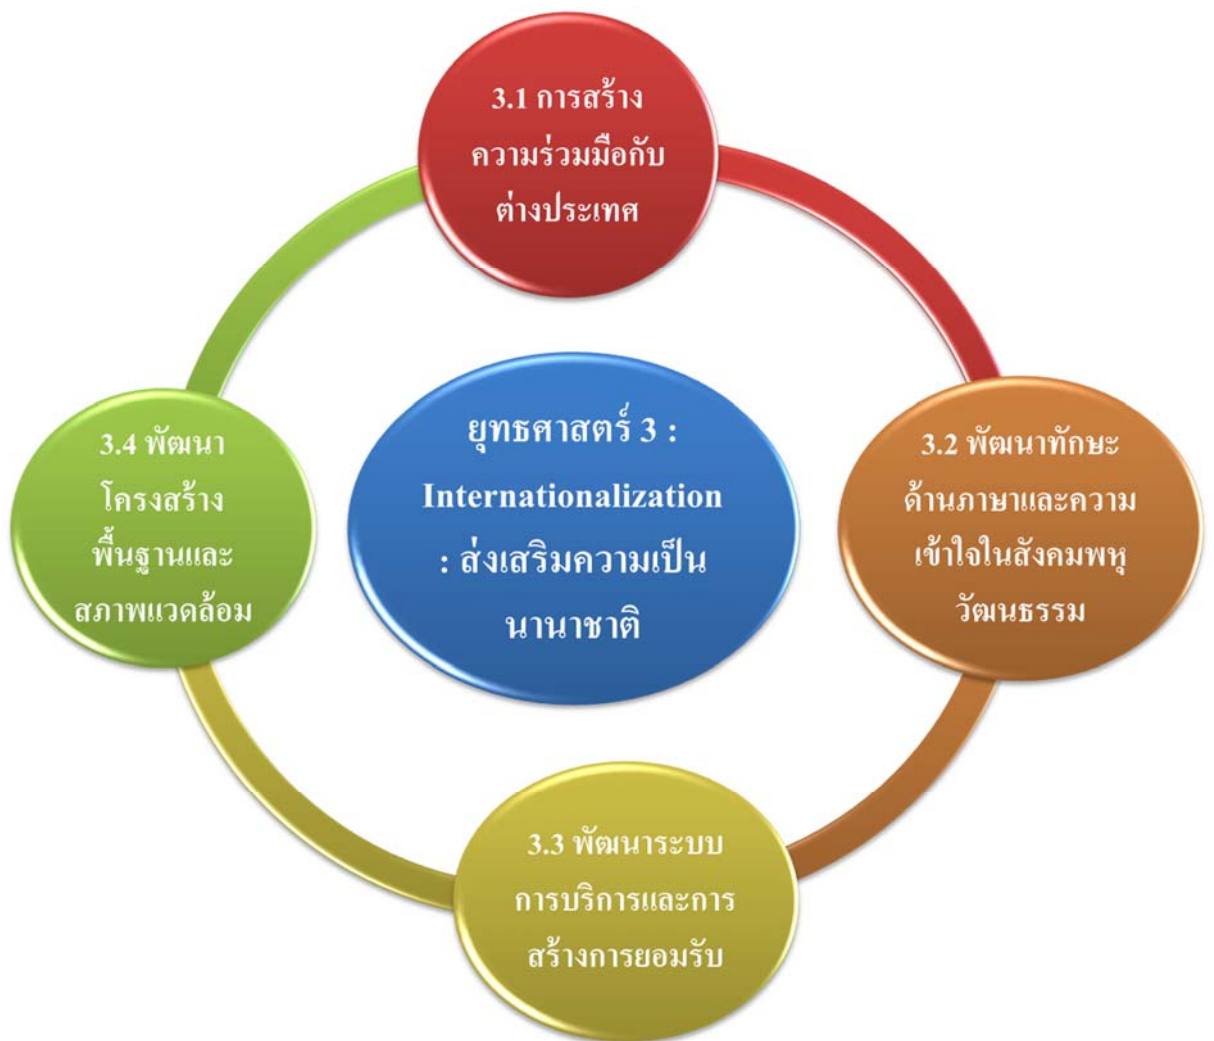 3.1 การสร้าง
ความร่วมมือกับ
ต่างประเทศ
ยุทธศาสตร์ 3 :
Internationalization
: ส่งเสริมความเป็น
นานาชาติ
3.2 พัฒนาทักษะ
ด้านภาษาและความ
เข้าใจในสังคมพหุ
วัฒนธรรม
3.3 พัฒนาระบบ
การบริการและการ
สร้างการยอมรับ
3.4 พัฒนา
โครงสร้าง
พื้นฐานและ
สภาพแวดล้อม